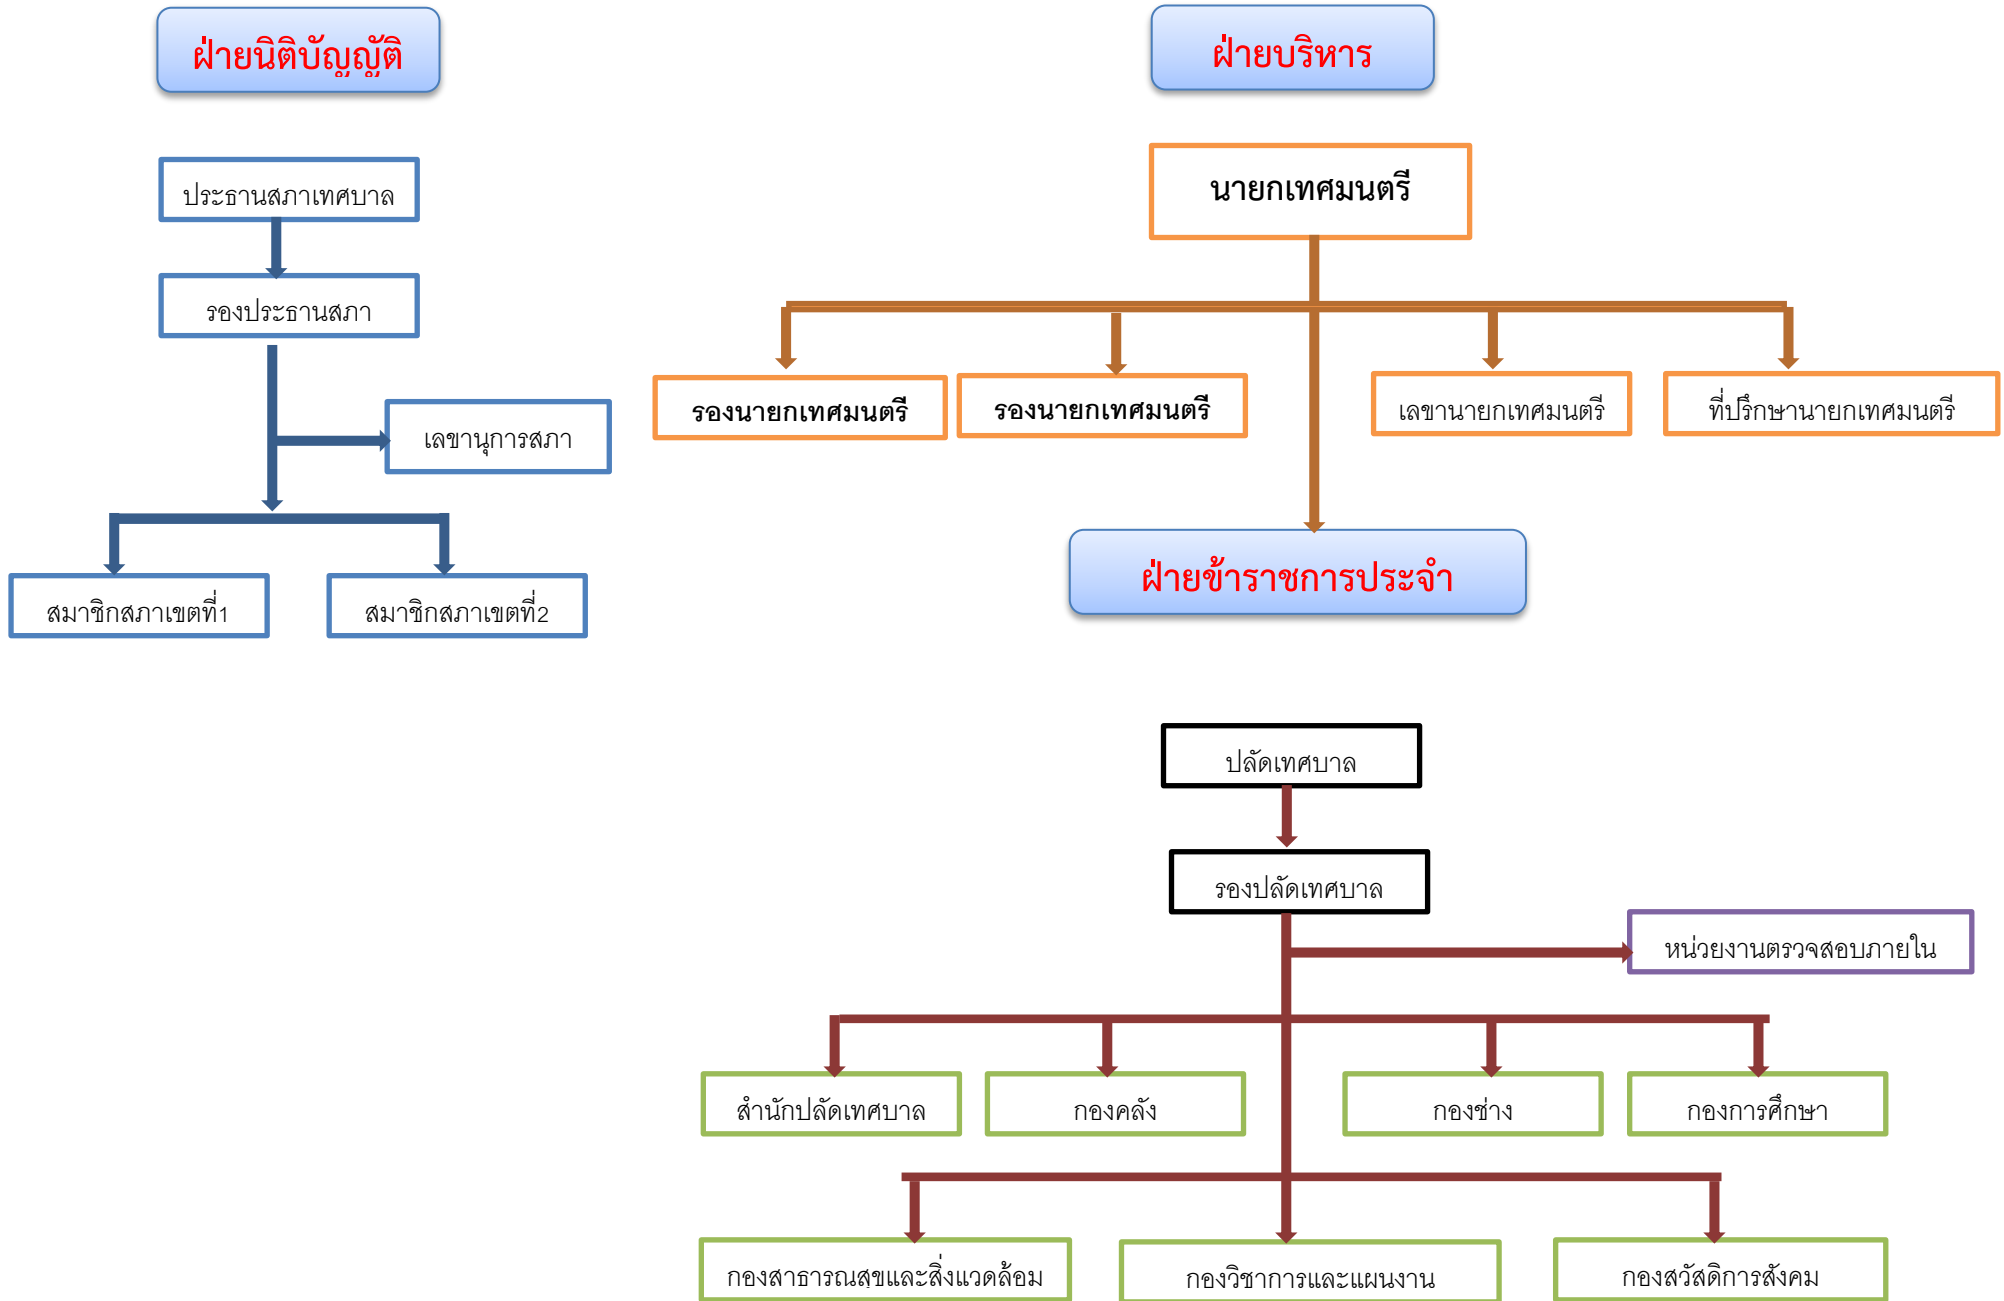 ฝ่ายนิติบัญญัติ
ฝ่ายบริหาร
ประธานสภาเทศบาล
นายกเทศมนตรี
รองประธานสภา
รองนายกเทศมนตรี
รองนายกเทศมนตรี
เลขานายกเทศมนตรี
ที่ปรึกษานายกเทศมนตรี
เลขานุการสภา
ฝ่ายข้าราชการประจำ
สมาชิกสภาเขตที่1
สมาชิกสภาเขตที่2
ปลัดเทศบาล
รองปลัดเทศบาล
หน่วยงานตรวจสอบภายใน
สำนักปลัดเทศบาล
กองคลัง
กองช่าง
กองการศึกษา
กองสาธารณสุขและสิ่งแวดล้อม
กองวิชาการและแผนงาน
กองสวัสดิการสังคม